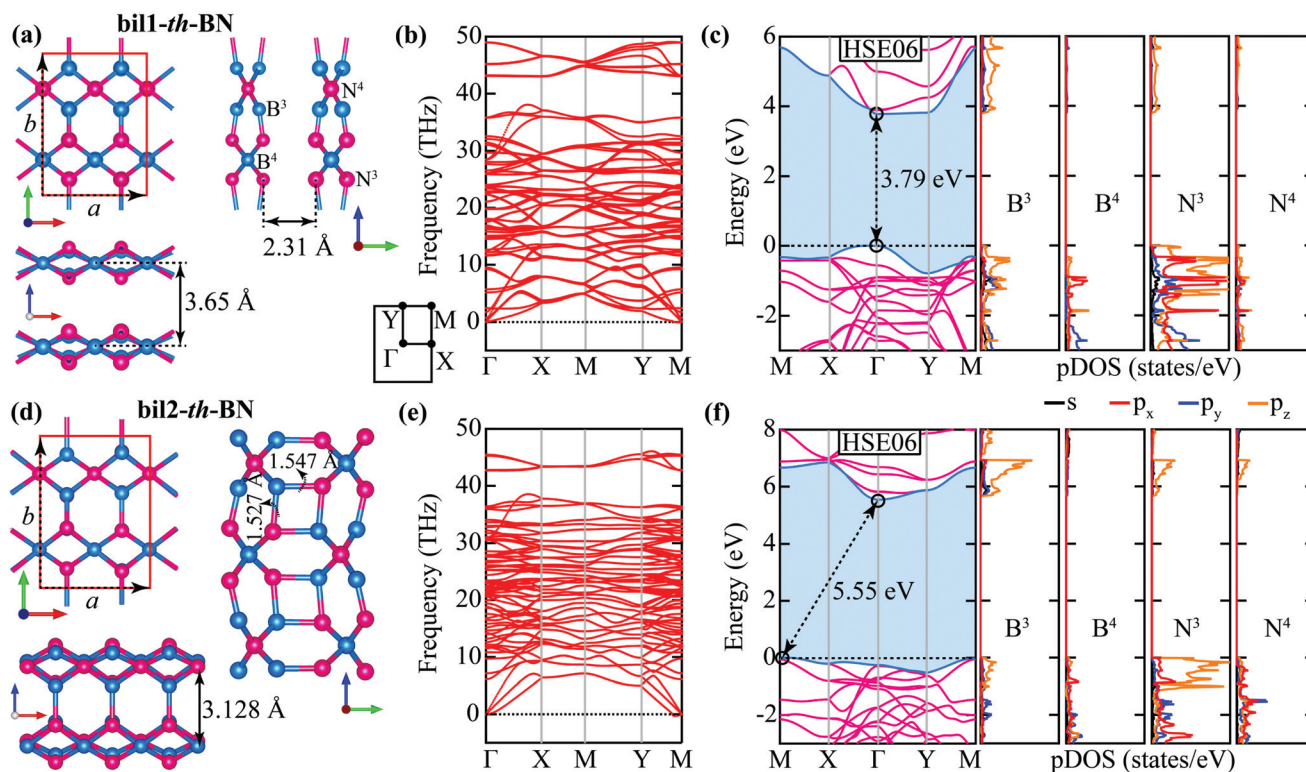 bil1-th-BN
(a)
b
a
B³
N⁴
B⁴
N³
2.31 Å
3.65 Å
(b)
Frequency (THz)
50
40
30
20
10
0
Γ X M Y M
Y M
Γ X
(c)
HSE06
Energy (eV)
6
4
2
0
-2
3.79 eV
M X Γ Y M
B³ B⁴ N³ N⁴
pDOS (states/eV)
s pₓ p_y p_z
(d)
bil2-th-BN
b
a
1.547 Å
1.527 Å
3.128 Å
(e)
Frequency (THz)
50
40
30
20
10
0
Γ X M Y M
(f)
HSE06
Energy (eV)
8
6
4
2
0
-2
5.55 eV
M X Γ Y M
B³ B⁴ N³ N⁴
pDOS (states/eV)